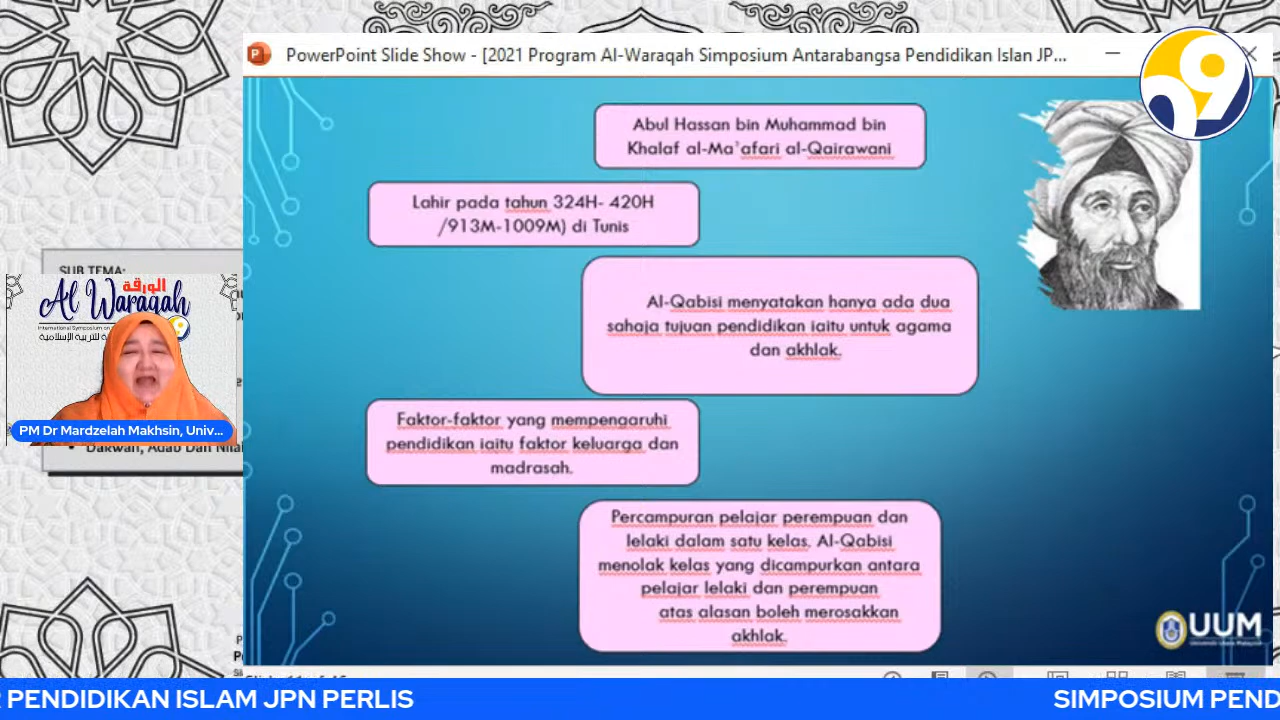 PowerPoint Slide Show - [2021 Program Al-Waraqah Simposium Antarabangsa Pendidikan Islan JP...
Abul Hassan bin Muhammad bin
Khalaf al-Ma'afari al-Qairawani
Lahir pada tahun 324H- 420H
/913M-1009M) di Tunis
Al-Qabisi menyatakan hanya ada dua
sahaja tujuan pendidikan iaitu untuk agama
dan akhlak.
Faktor-faktor yang mempengaruhi
pendidikan iaitu faktor keluarga dan
madrasah.
Percampuran pelajar perempuan dan
lelaki dalam satu kelas. Al-Qabisi
menolak kelas yang dicampurkan antara
pelajar lelaki dan perempuan
atas alasan boleh merosakkan
akhlak.
SUB TEMA:
الورقة
Al Waraqah
International Symposium on
للتربية الإسلامية
PM Dr Mardzelah Makhsin, Univ...
Dakwah, Adab Dan Nilai
UUM
PENDIDIKAN ISLAM JPN PERLIS
SIMPOSIUM PEND